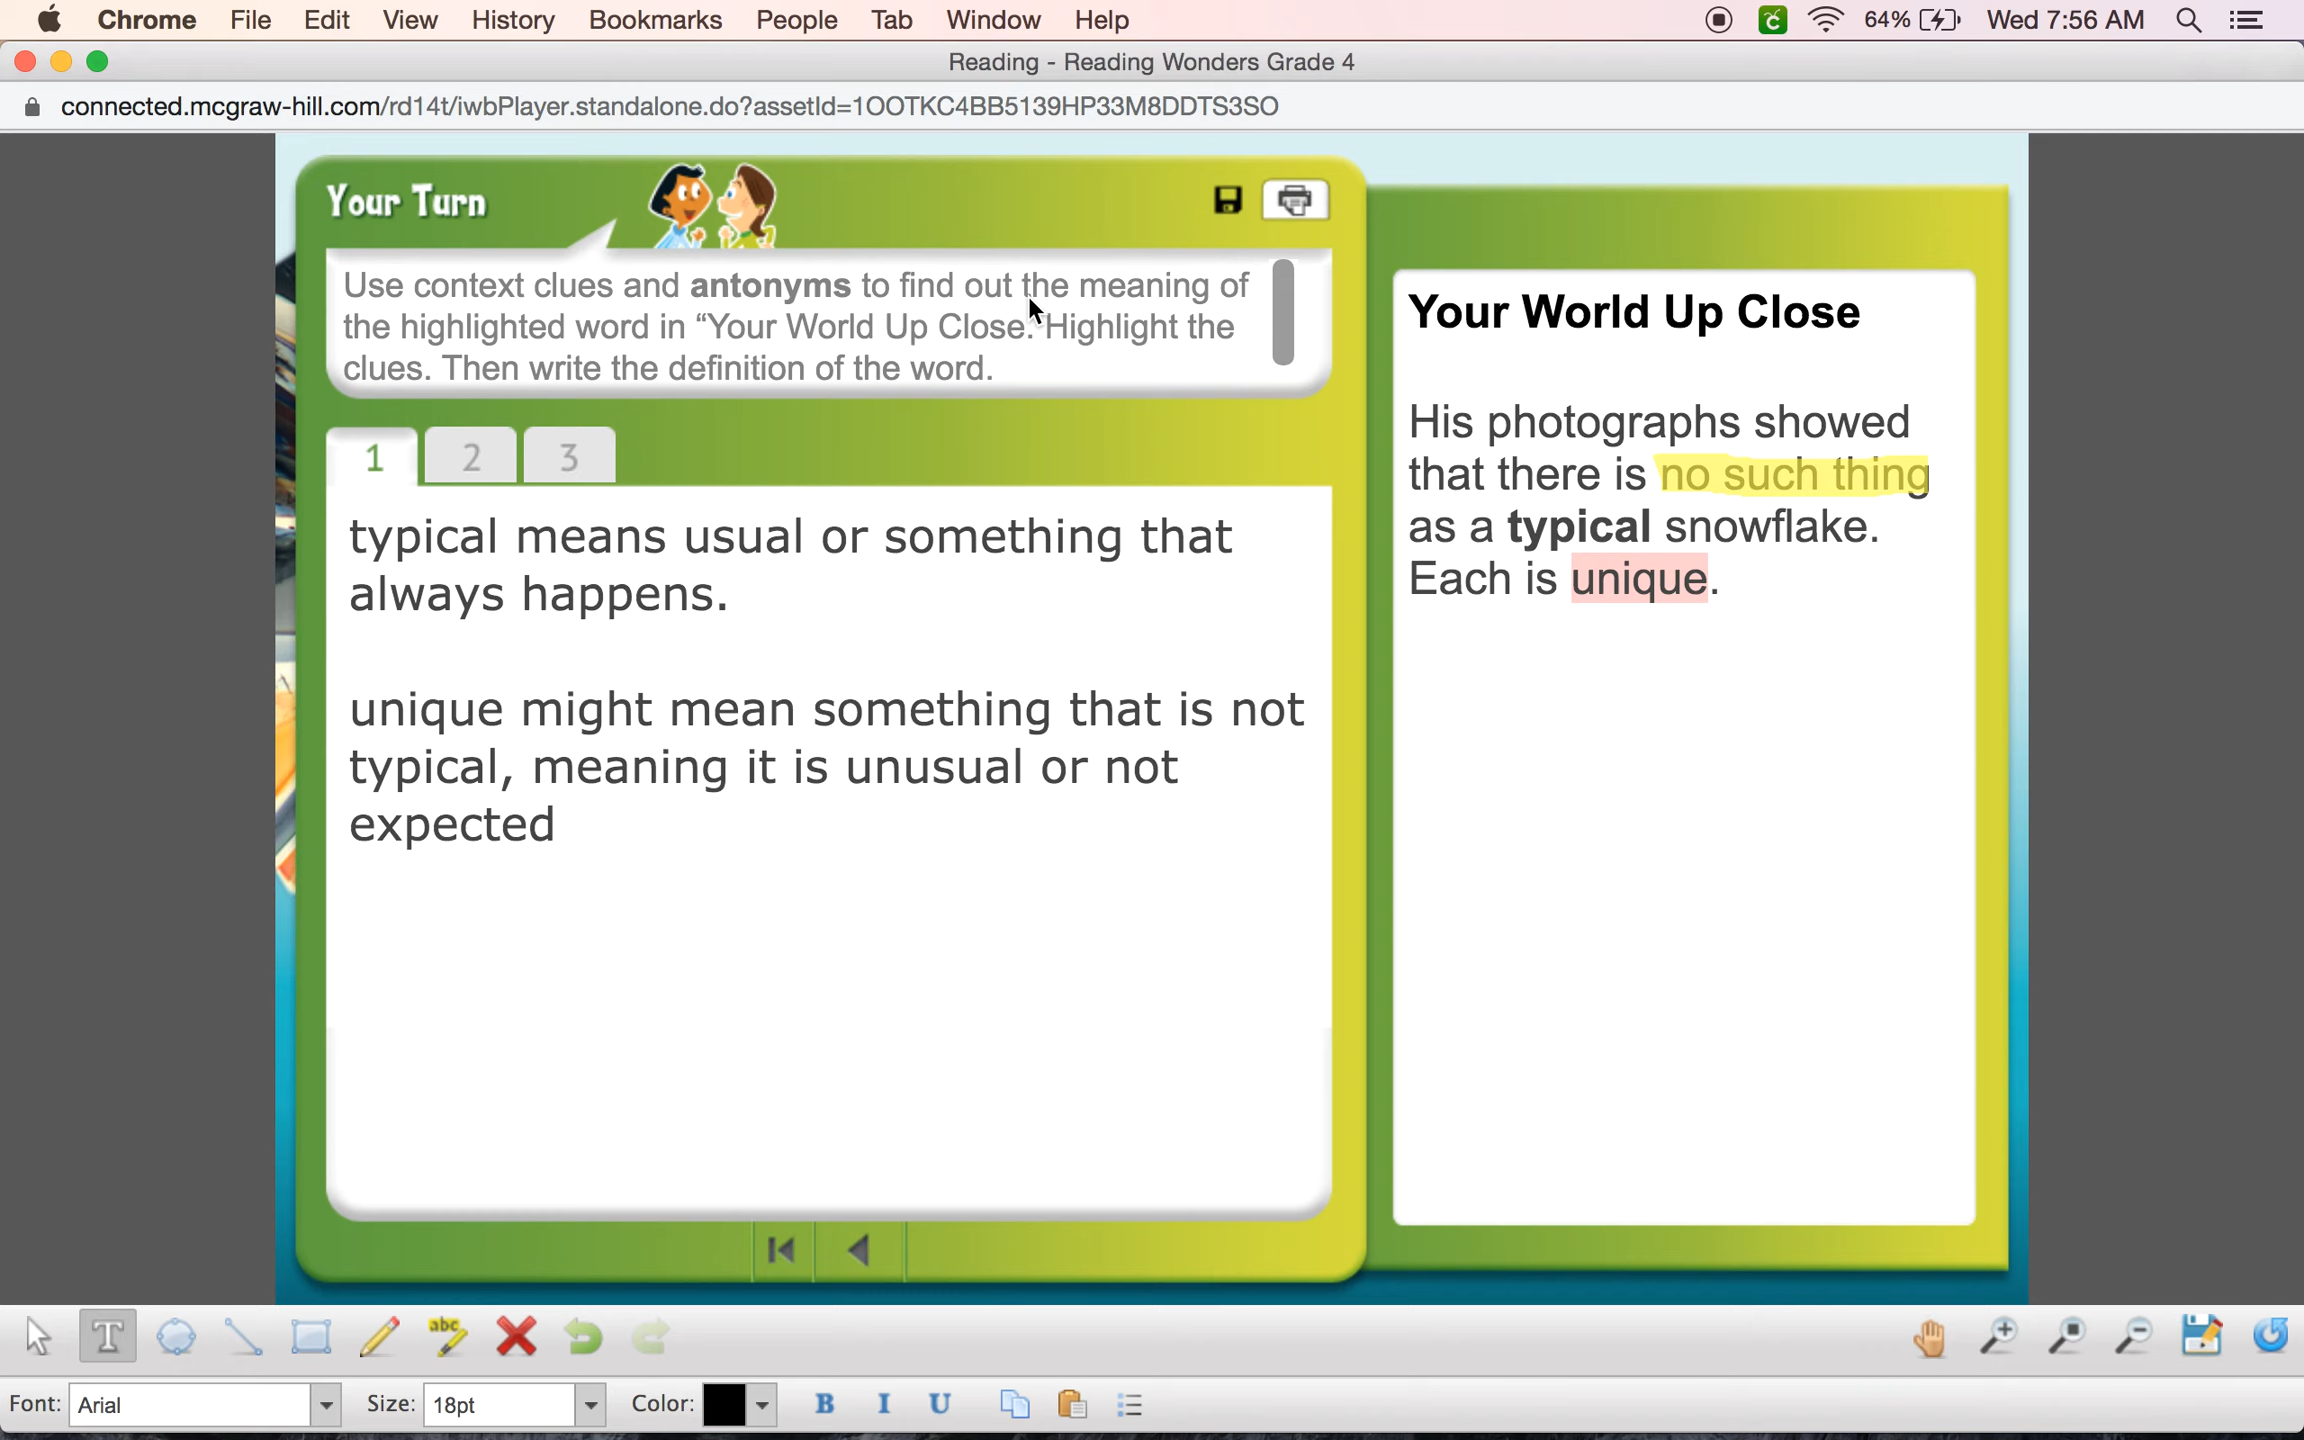 Chrome File Edit View History Bookmarks People Tab Window Help 64% Wed 7:56 AM
Reading - Reading Wonders Grade 4
connected.mcgraw-hill.com/rd14t/iwbPlayer.standalone.do?assetId=1OOTKC4BB5139HP33M8DDTS3SO
Your Turn
Use context clues and antonyms to find out the meaning of
the highlighted word in “Your World Up Close.” Highlight the
clues. Then write the definition of the word.
1 2 3
typical means usual or something that
always happens.
unique might mean something that is not
typical, meaning it is unusual or not
expected
Your World Up Close
His photographs showed
that there is no such thing
as a typical snowflake.
Each is unique.
T abc
Font: Arial Size: 18pt Color: B I U